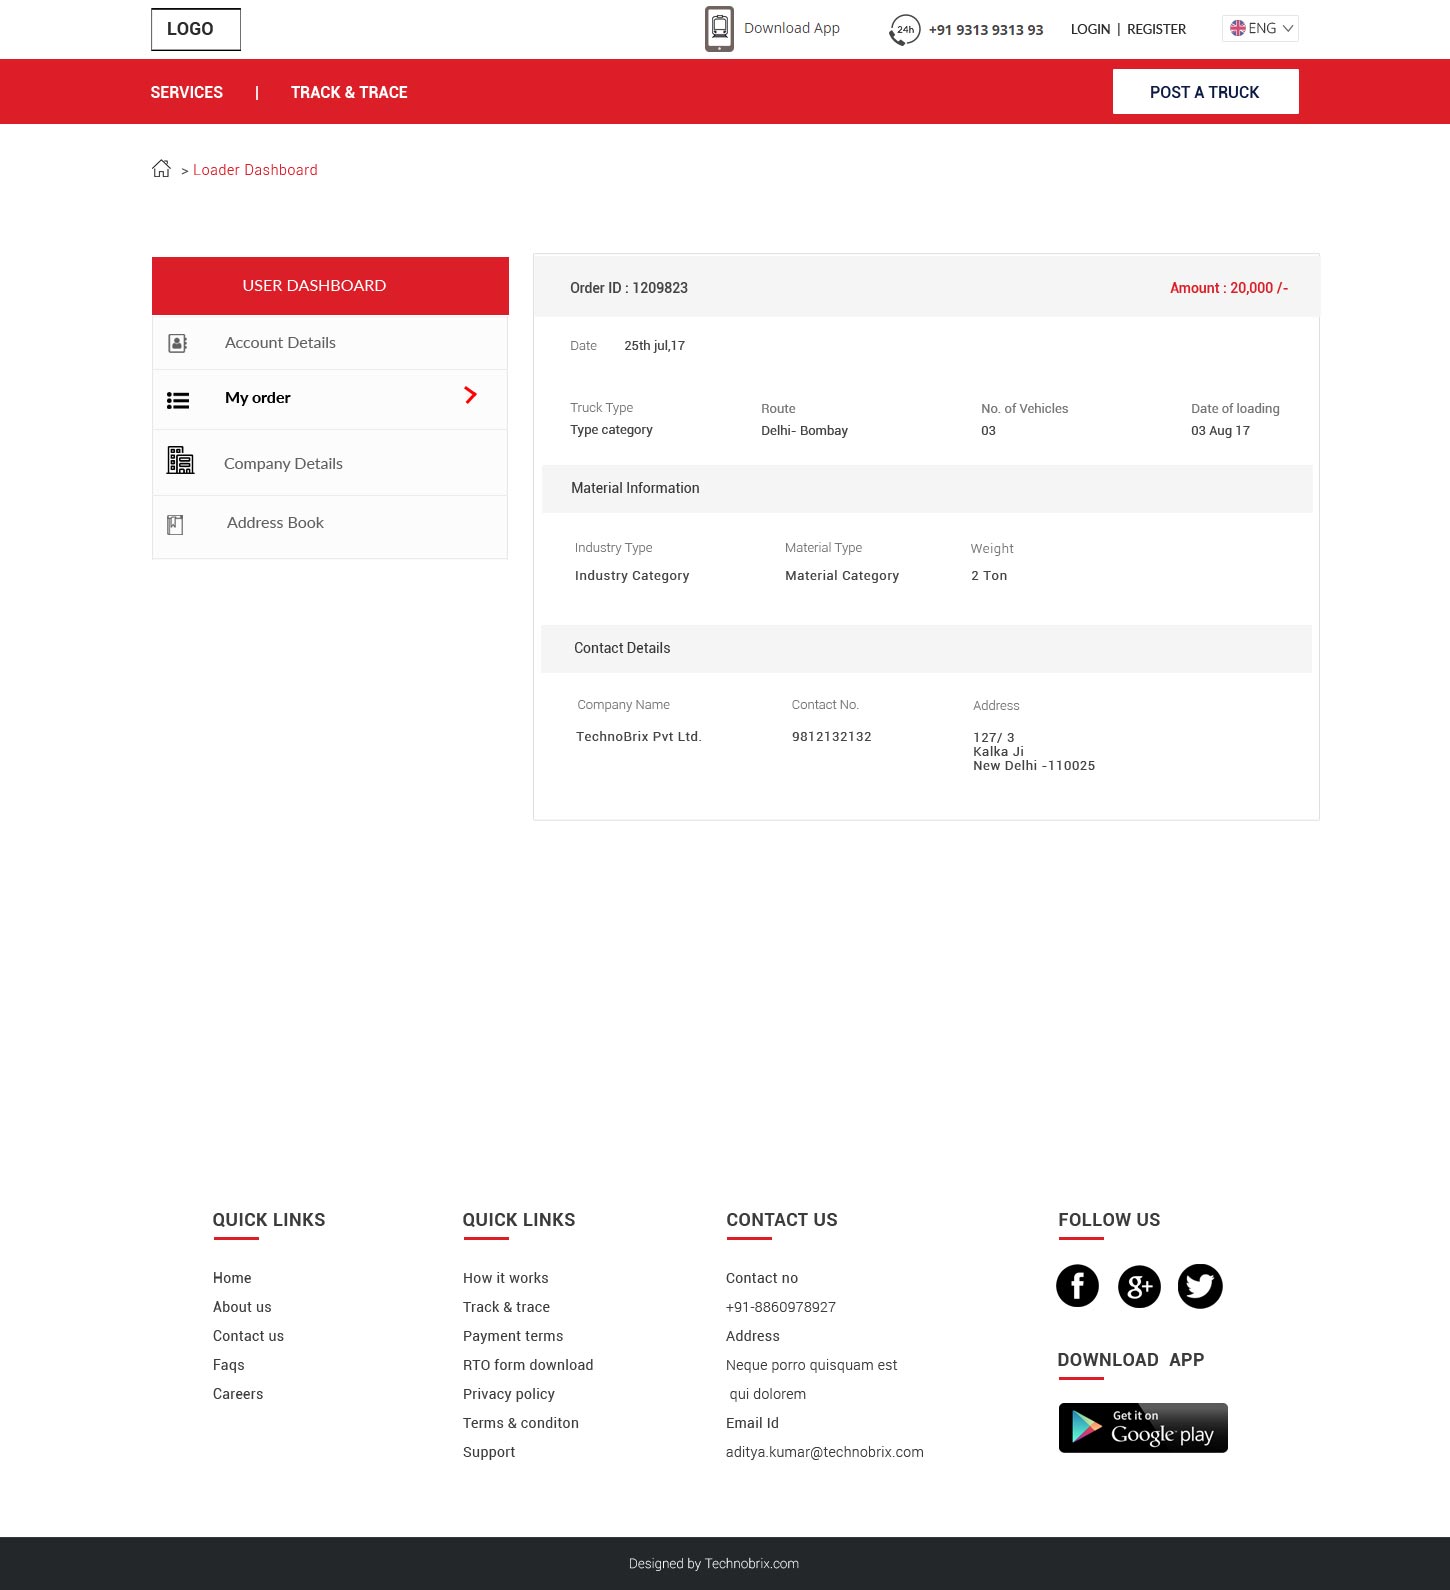 LOGO
Download App
24h
+91 9313 9313 93
LOGIN | REGISTER
ENG
SERVICES | TRACK & TRACE
POST A TRUCK
> Loader Dashboard
USER DASHBOARD
Account Details
My order
Company Details
Address Book
Order ID : 1209823
Amount : 20,000 /-
Date 25th jul,17
Truck Type
Type category
Route
Delhi- Bombay
No. of Vehicles
03
Date of loading
03 Aug 17
Material Information
Industry Type
Industry Category
Material Type
Material Category
Weight
2 Ton
Contact Details
Company Name
TechnoBrix Pvt Ltd.
Contact No.
9812132132
Address
127/ 3
Kalka Ji
New Delhi -110025
QUICK LINKS
Home
About us
Contact us
Faqs
Careers
QUICK LINKS
How it works
Track & trace
Payment terms
RTO form download
Privacy policy
Terms & conditon
Support
CONTACT US
Contact no
+91-8860978927
Address
Neque porro quisquam est
qui dolorem
Email Id
aditya.kumar@technobrix.com
FOLLOW US
f
g+
DOWNLOAD APP
Get it on
Google play
Designed by Technobrix.com